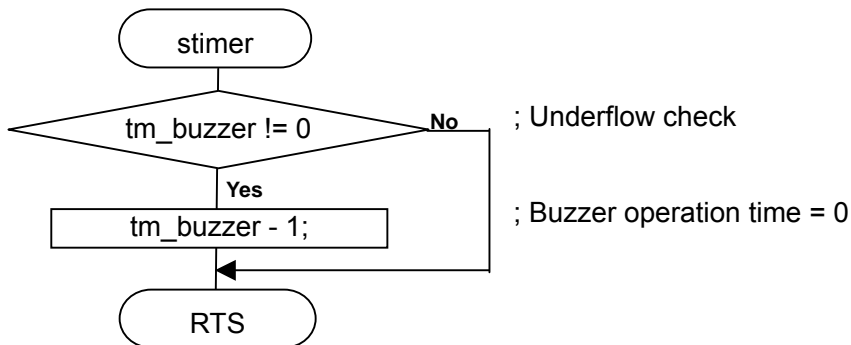 stimer
tm_buzzer != 0
No
; Underflow check
Yes
tm_buzzer - 1;
; Buzzer operation time = 0
RTS